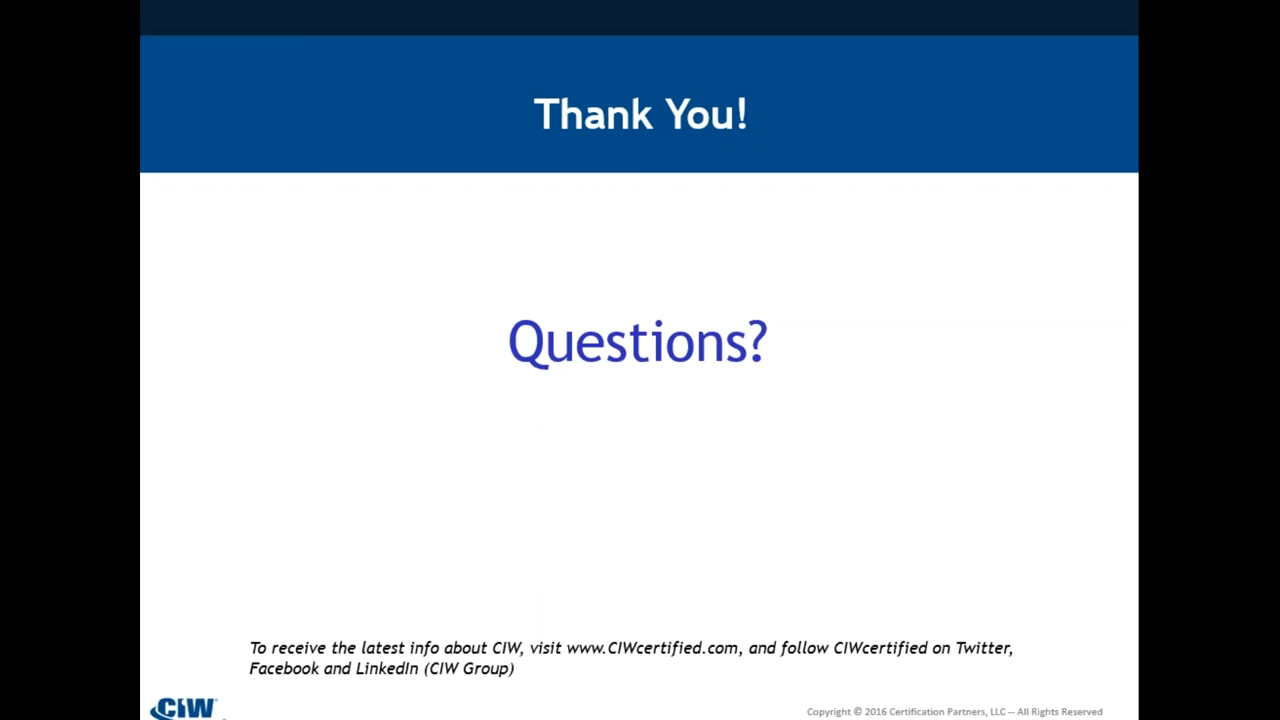 Thank You!
Questions?
To receive the latest info about CIW, visit www.CIWcertified.com, and follow CIWcertified on Twitter,
Facebook and LinkedIn (CIW Group)
CIW
Copyright © 2016 Certification Partners, LLC -- All Rights Reserved